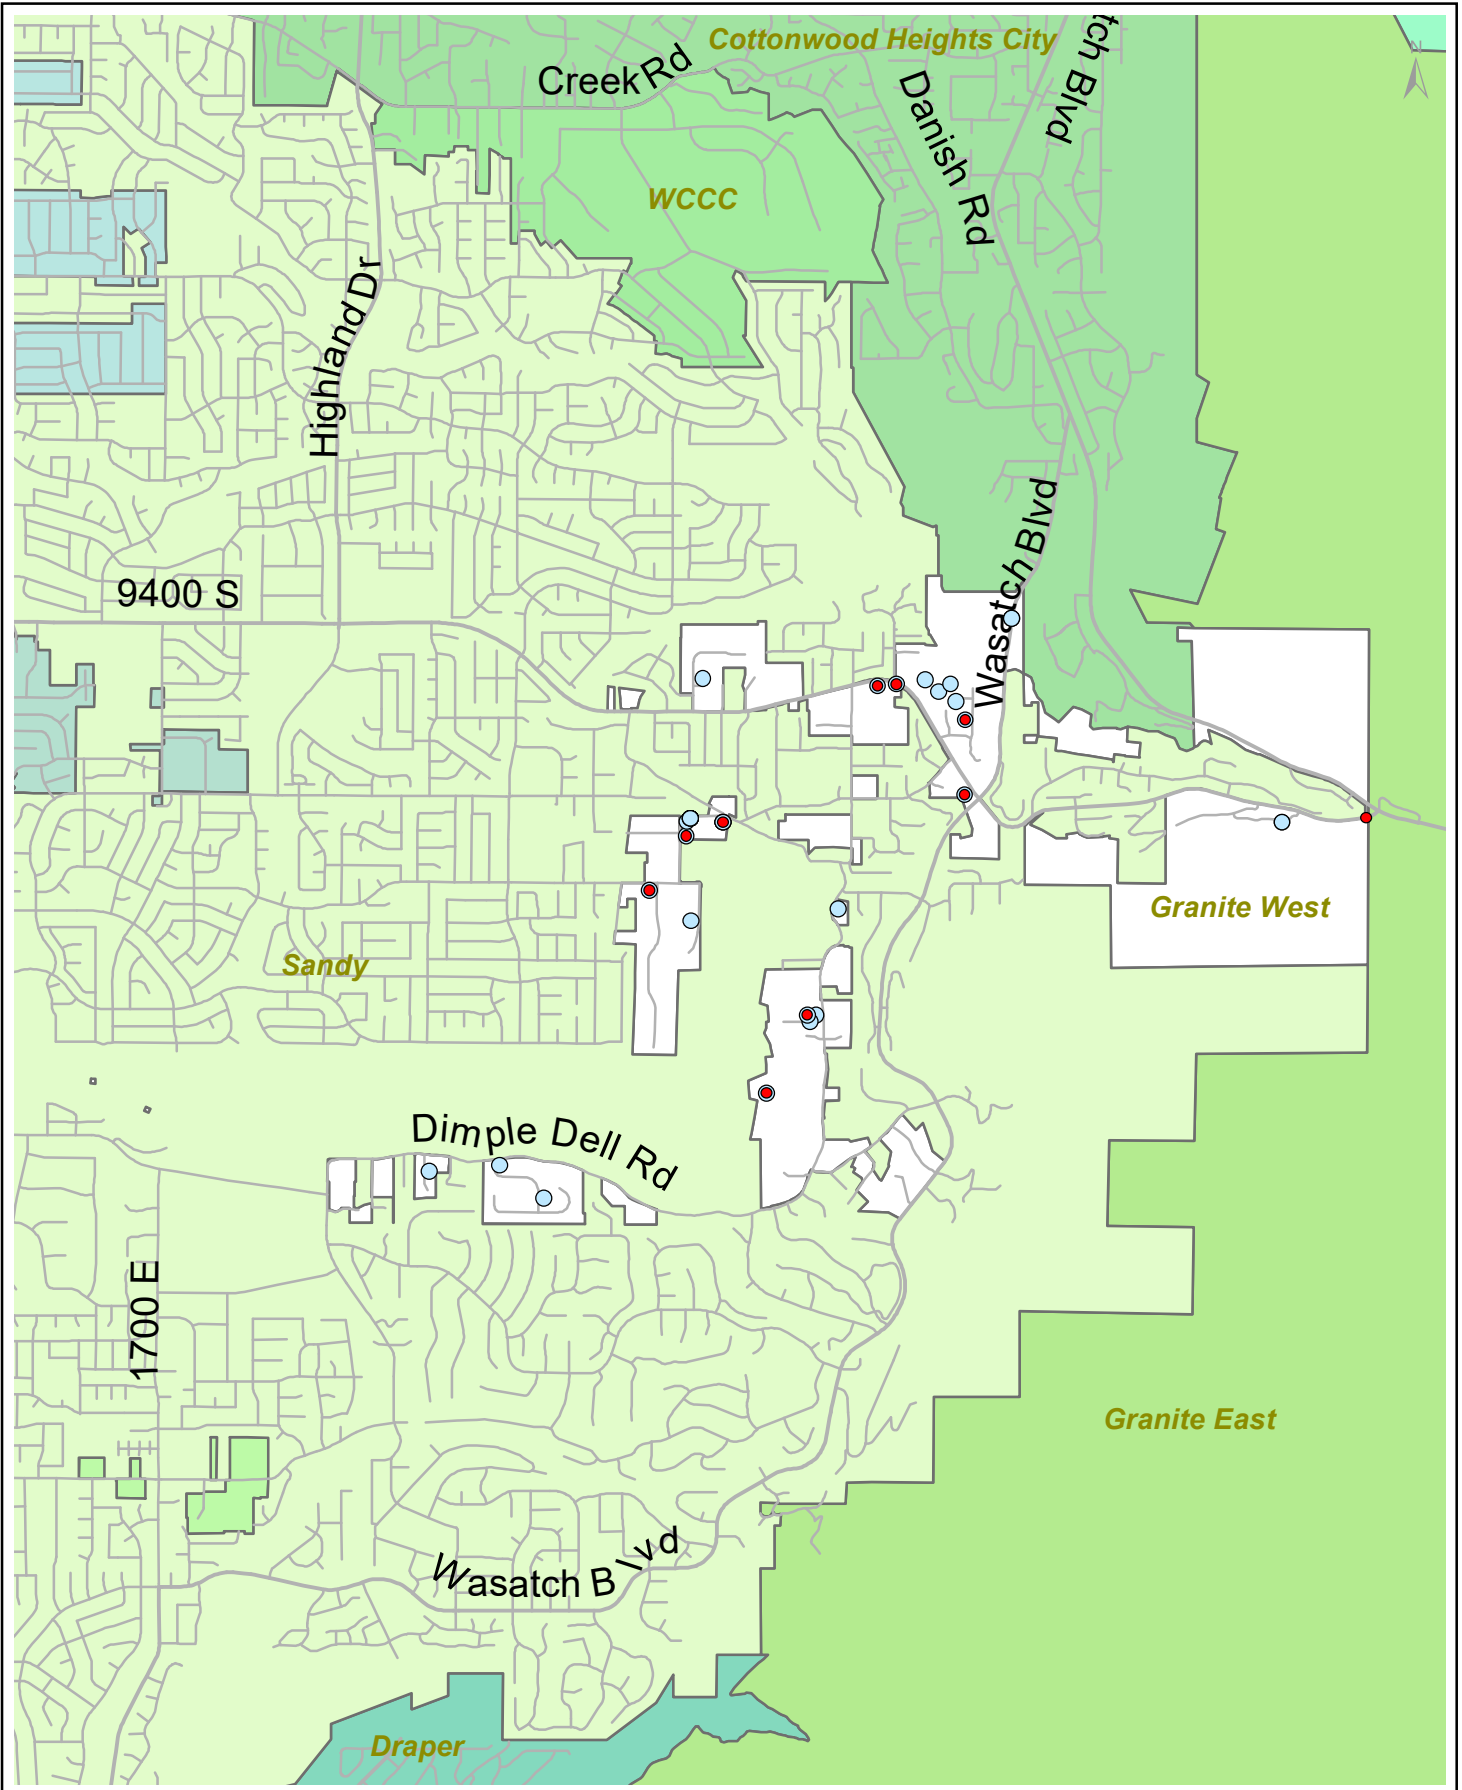 Cottonwood Heights City
tch Blvd
Creek Rd
N
Danish Rd
WCCC
Highland Dr
Wasatch Blvd
9400 S
Granite West
Sandy
Dimple Dell Rd
1700 E
Granite East
Wasatch Blvd
Draper